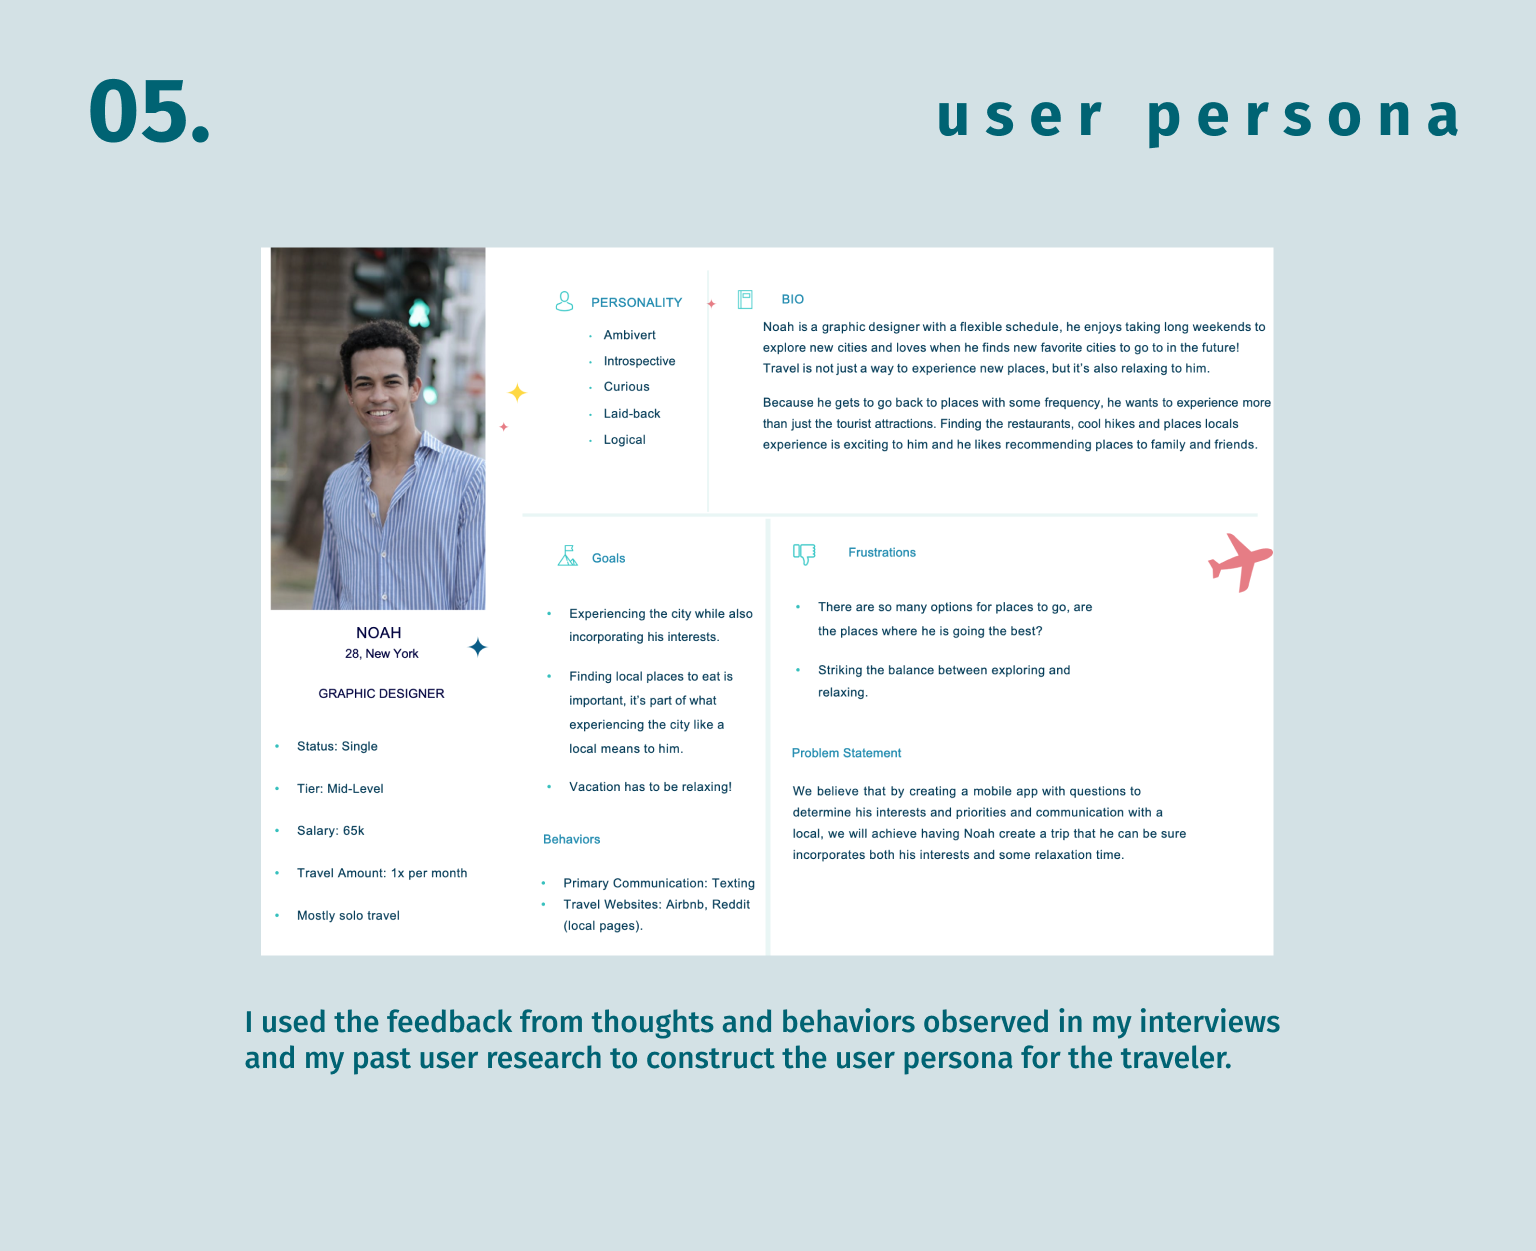 05.
user persona
NOAH
28, New York
GRAPHIC DESIGNER
• Status: Single
• Tier: Mid-Level
• Salary: 65k
• Travel Amount: 1x per month
• Mostly solo travel
PERSONALITY
• Ambivert
• Introspective
• Curious
• Laid-back
• Logical
BIO
Noah is a graphic designer with a flexible schedule, he enjoys taking long weekends to
explore new cities and loves when he finds new favorite cities to go to in the future!
Travel is not just a way to experience new places, but it’s also relaxing to him.
Because he gets to go back to places with some frequency, he wants to experience more
than just the tourist attractions. Finding the restaurants, cool hikes and places locals
experience is exciting to him and he likes recommending places to family and friends.
Goals
• Experiencing the city while also
incorporating his interests.
• Finding local places to eat is
important, it’s part of what
experiencing the city like a
local means to him.
• Vacation has to be relaxing!
Behaviors
• Primary Communication: Texting
• Travel Websites: Airbnb, Reddit
(local pages).
Frustrations
• There are so many options for places to go, are
the places where he is going the best?
• Striking the balance between exploring and
relaxing.
Problem Statement
We believe that by creating a mobile app with questions to
determine his interests and priorities and communication with a
local, we will achieve having Noah create a trip that he can be sure
incorporates both his interests and some relaxation time.
I used the feedback from thoughts and behaviors observed in my interviews
and my past user research to construct the user persona for the traveler.